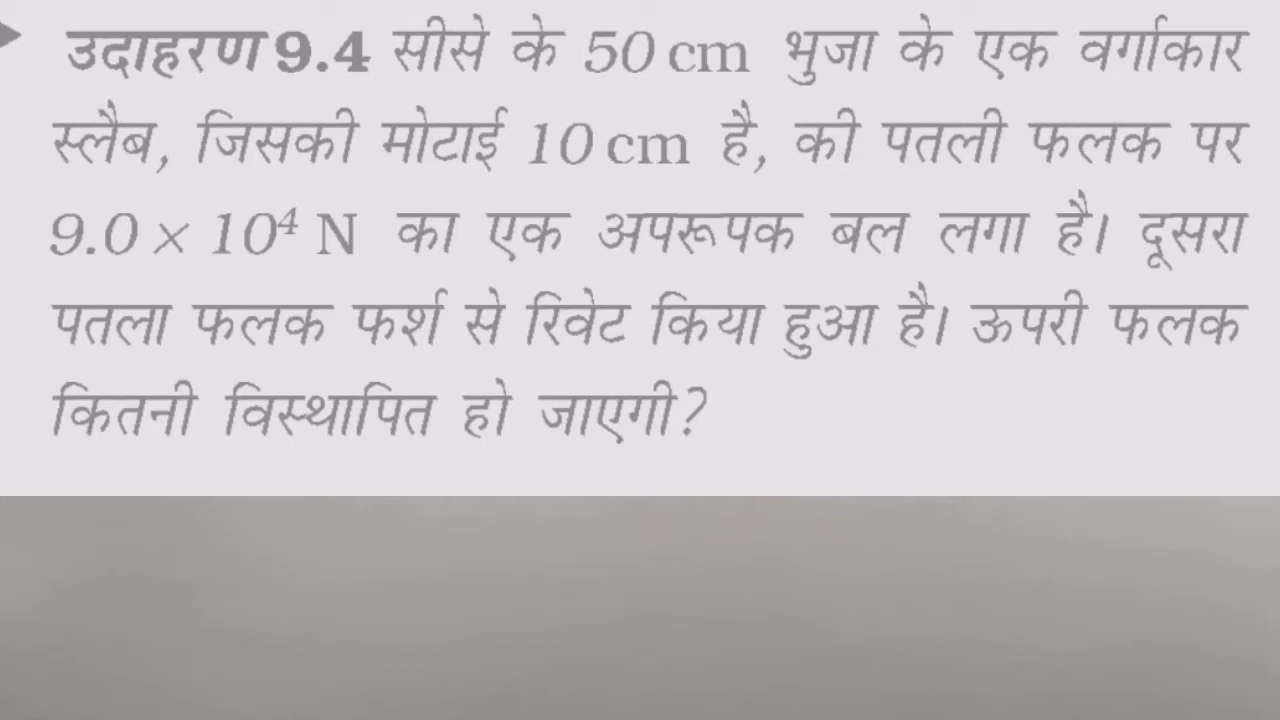 उदाहरण 9.4 सीसे के 50 cm भुजा के एक वर्गाकार
स्लैब, जिसकी मोटाई 10 cm है, की पतली फलक पर
9.0 × 10⁴ N का एक अपरूपक बल लगा है। दूसरा
पतला फलक फर्श से रिवेट किया हुआ है। ऊपरी फलक
कितनी विस्थापित हो जाएगी?